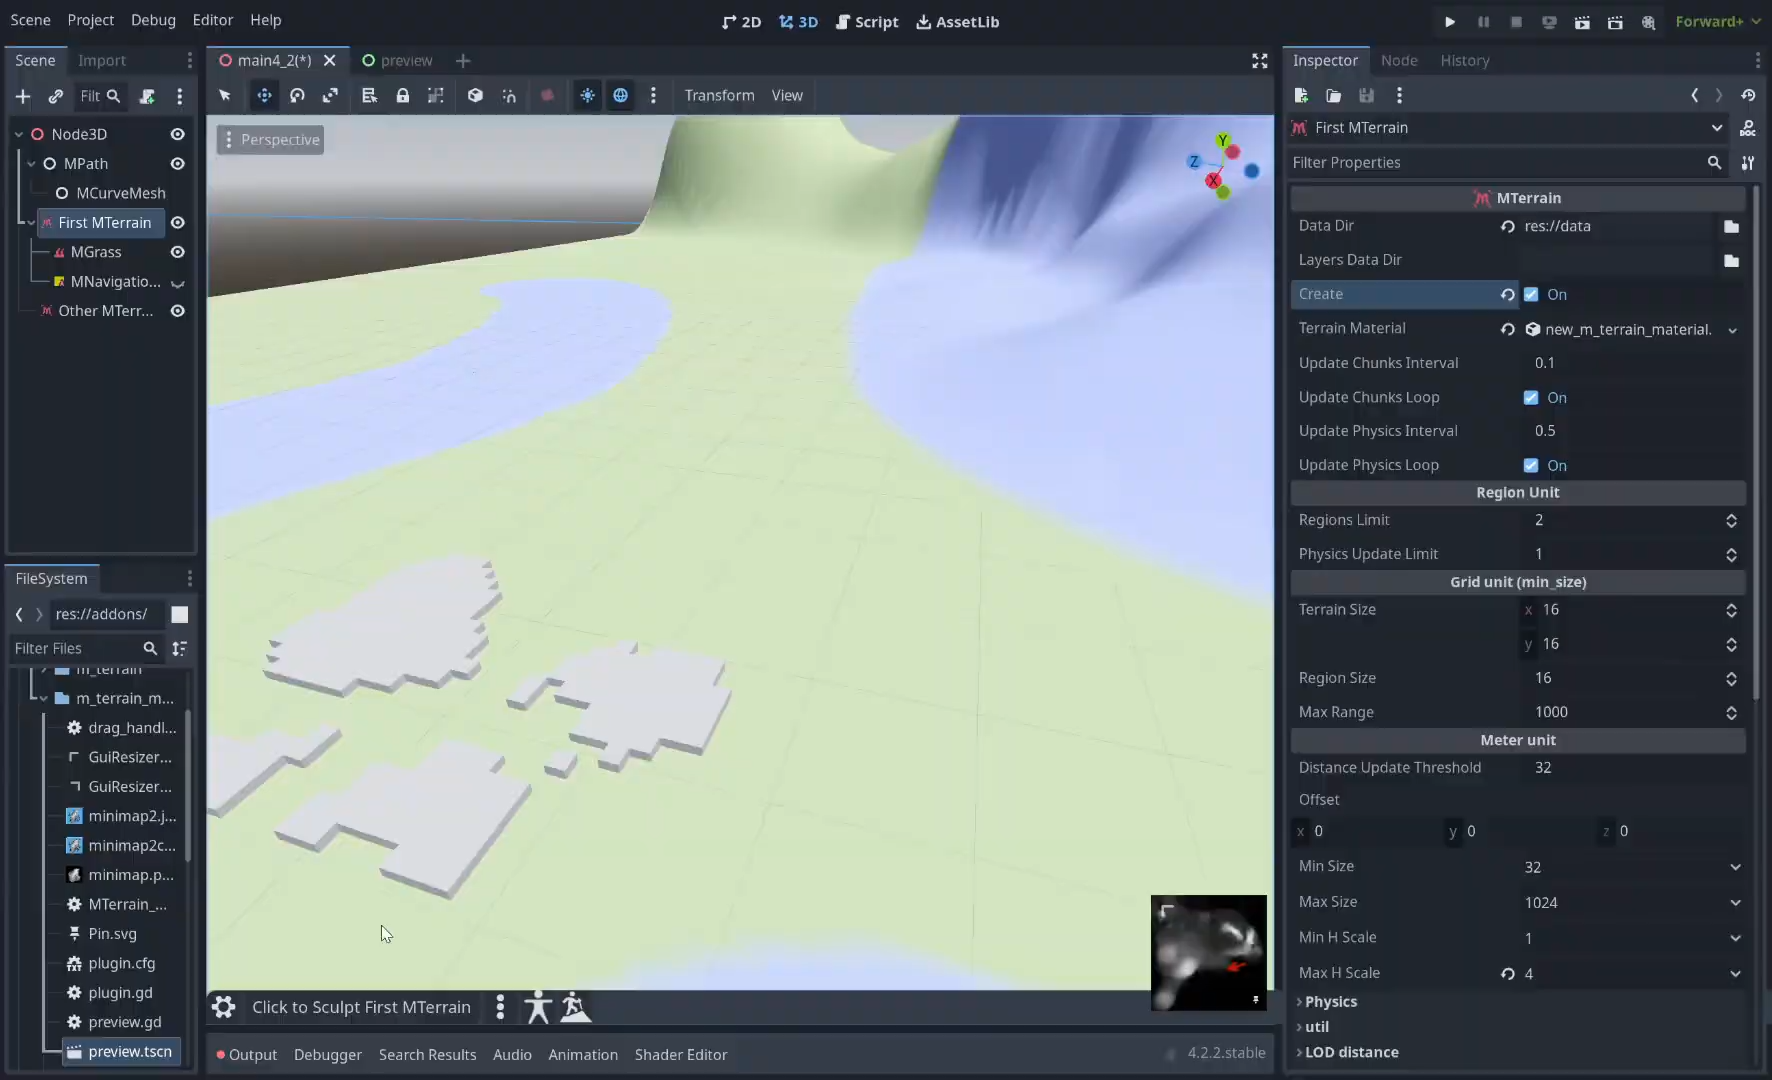 Scene Project Debug Editor Help
2D 3D Script AssetLib
Forward+
Scene Import
main4_2(*) preview
Inspector Node History
Filt
Transform View
Perspective
Node3D
MPath
MCurveMesh
First MTerrain
MGrass
MNavigatio...
Other MTerr...
FileSystem
res://addons/
Filter Files
m_terrain
m_terrain_m...
drag_handl...
GuiResizer...
GuiResizer...
minimap2.j...
minimap2c...
minimap.p...
MTerrain_...
Pin.svg
plugin.cfg
plugin.gd
preview.gd
preview.tscn
Y
Z
X
Click to Sculpt First MTerrain
Output Debugger Search Results Audio Animation Shader Editor
4.2.2.stable
First MTerrain
DOC
Filter Properties
MTerrain
Data Dir res://data
Layers Data Dir
Create On
Terrain Material new_m_terrain_material.
Update Chunks Interval 0.1
Update Chunks Loop On
Update Physics Interval 0.5
Update Physics Loop On
Region Unit
Regions Limit 2
Physics Update Limit 1
Grid unit (min_size)
Terrain Size x 16
y 16
Region Size 16
Max Range 1000
Meter unit
Distance Update Threshold 32
Offset
x 0 y 0 z 0
Min Size 32
Max Size 1024
Min H Scale 1
Max H Scale 4
Physics
util
LOD distance